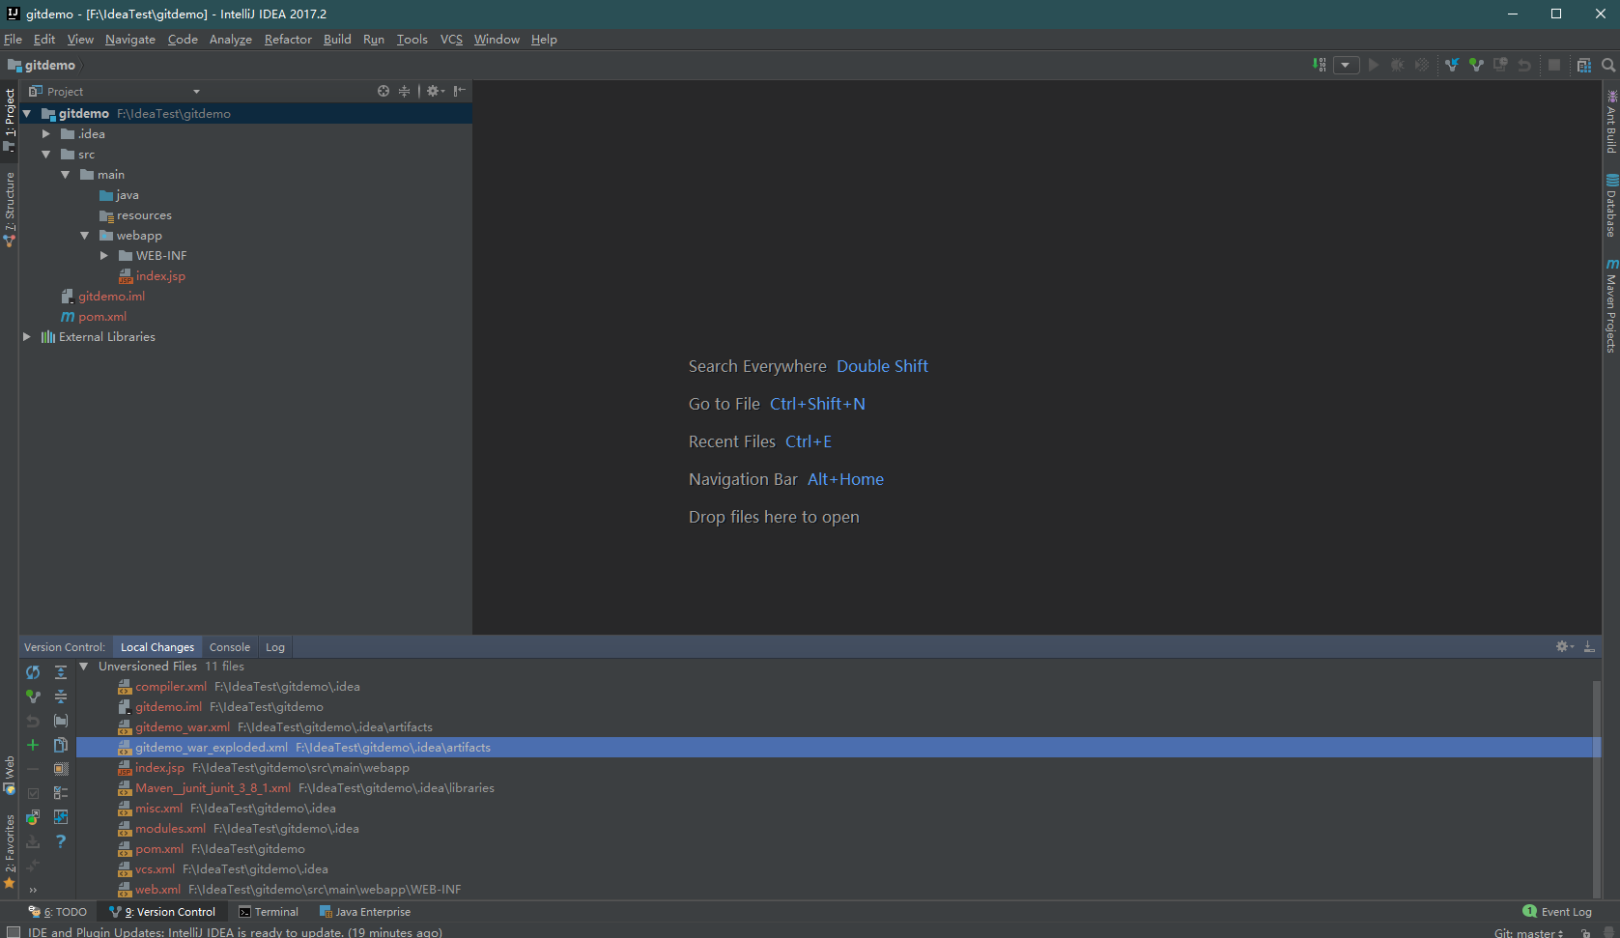 gitdemo - [F:\IdeaTest\gitdemo] - IntelliJ IDEA 2017.2
File Edit View Navigate Code Analyze Refactor Build Run Tools VCS Window Help
gitdemo
1: Project
7: Structure
Web
2: Favorites
Project
gitdemo F:\IdeaTest\gitdemo
.idea
src
main
java
resources
webapp
WEB-INF
index.jsp
gitdemo.iml
pom.xml
External Libraries
Search Everywhere Double Shift
Go to File Ctrl+Shift+N
Recent Files Ctrl+E
Navigation Bar Alt+Home
Drop files here to open
Ant Build
Database
Maven Projects
Version Control: Local Changes Console Log
Unversioned Files 11 files
compiler.xml F:\IdeaTest\gitdemo\.idea
gitdemo.iml F:\IdeaTest\gitdemo
gitdemo_war.xml F:\IdeaTest\gitdemo\.idea\artifacts
gitdemo_war_exploded.xml F:\IdeaTest\gitdemo\.idea\artifacts
index.jsp F:\IdeaTest\gitdemo\src\main\webapp
Maven__junit_junit_3_8_1.xml F:\IdeaTest\gitdemo\.idea\libraries
misc.xml F:\IdeaTest\gitdemo\.idea
modules.xml F:\IdeaTest\gitdemo\.idea
pom.xml F:\IdeaTest\gitdemo
vcs.xml F:\IdeaTest\gitdemo\.idea
web.xml F:\IdeaTest\gitdemo\src\main\webapp\WEB-INF
6: TODO 9: Version Control Terminal Java Enterprise 1 Event Log
IDE and Plugin Updates: IntelliJ IDEA is ready to update. (19 minutes ago) Git: master